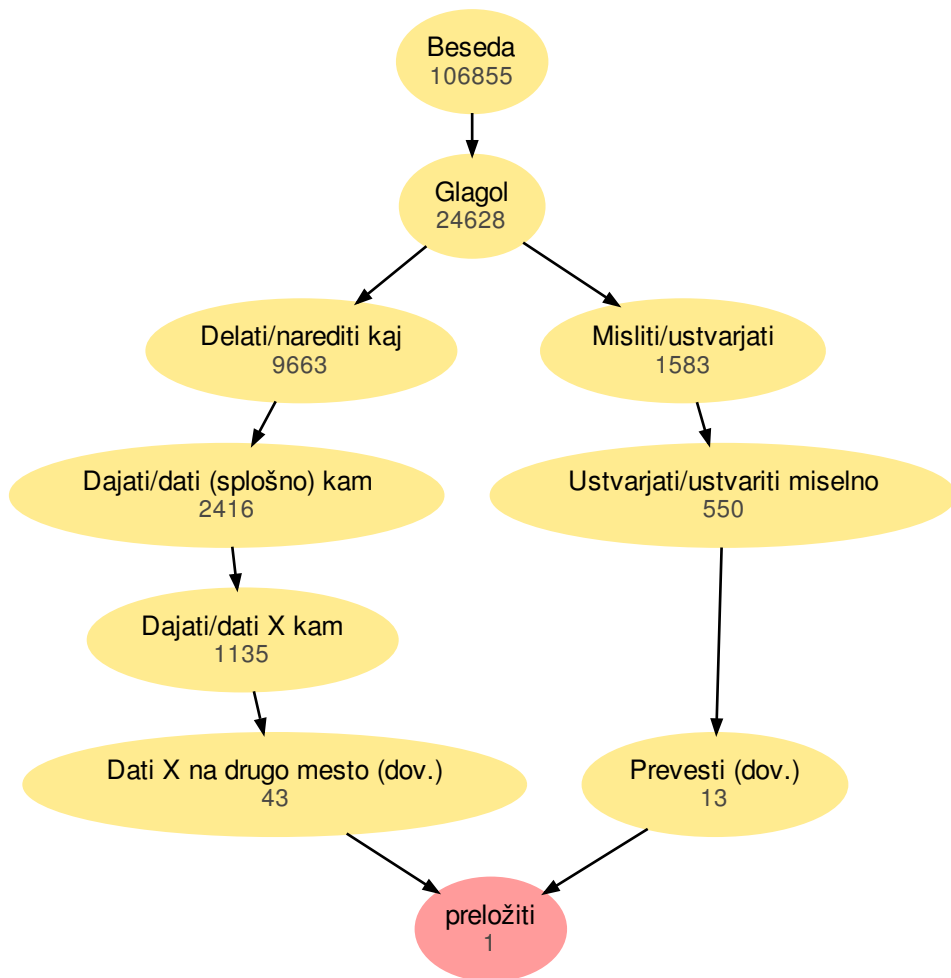 Beseda
106855
Glagol
24628
Delati/narediti kaj
9663
Misliti/ustvarjati
1583
Dajati/dati (splošno) kam
2416
Ustvarjati/ustvariti miselno
550
Dajati/dati X kam
1135
Dati X na drugo mesto (dov.)
43
Prevesti (dov.)
13
preložiti
1